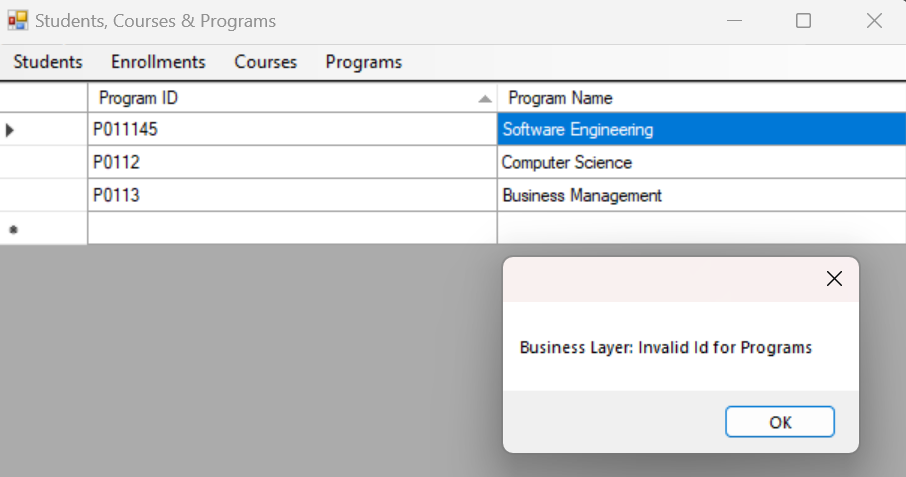 Students, Courses & Programs
Students Enrollments Courses Programs
Program ID Program Name
P011145 Software Engineering
P0112 Computer Science
P0113 Business Management
Business Layer: Invalid Id for Programs
OK